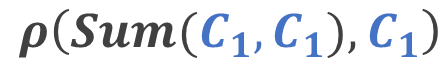 ρ(Sum(C₁, C₁), C₁)